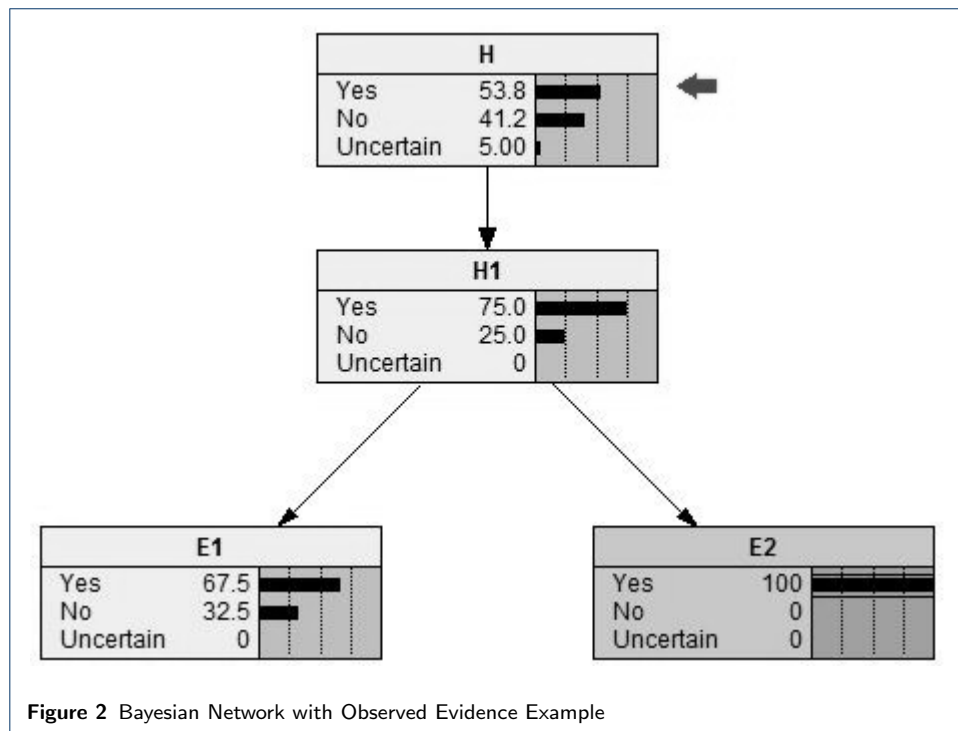 H
Yes 53.8
No 41.2
Uncertain 5.00
H1
Yes 75.0
No 25.0
Uncertain 0
E1
Yes 67.5
No 32.5
Uncertain 0
E2
Yes 100
No 0
Uncertain 0
Figure 2 Bayesian Network with Observed Evidence Example